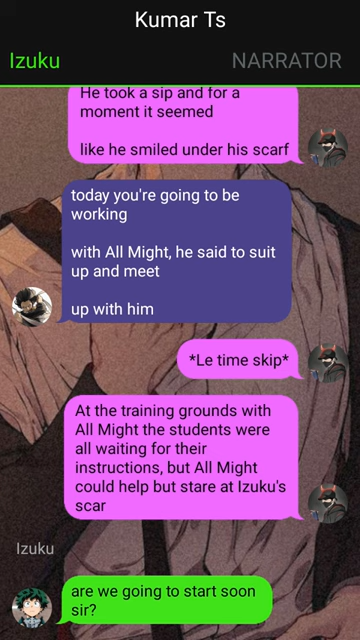 Kumar Ts
Izuku NARRATOR
He took a sip and for a
moment it seemed
like he smiled under his scarf
today you're going to be
working
with All Might, he said to suit
up and meet
up with him
*Le time skip*
At the training grounds with
All Might the students were
all waiting for their
instructions, but All Might
could help but stare at Izuku's
scar
Izuku
are we going to start soon
sir?